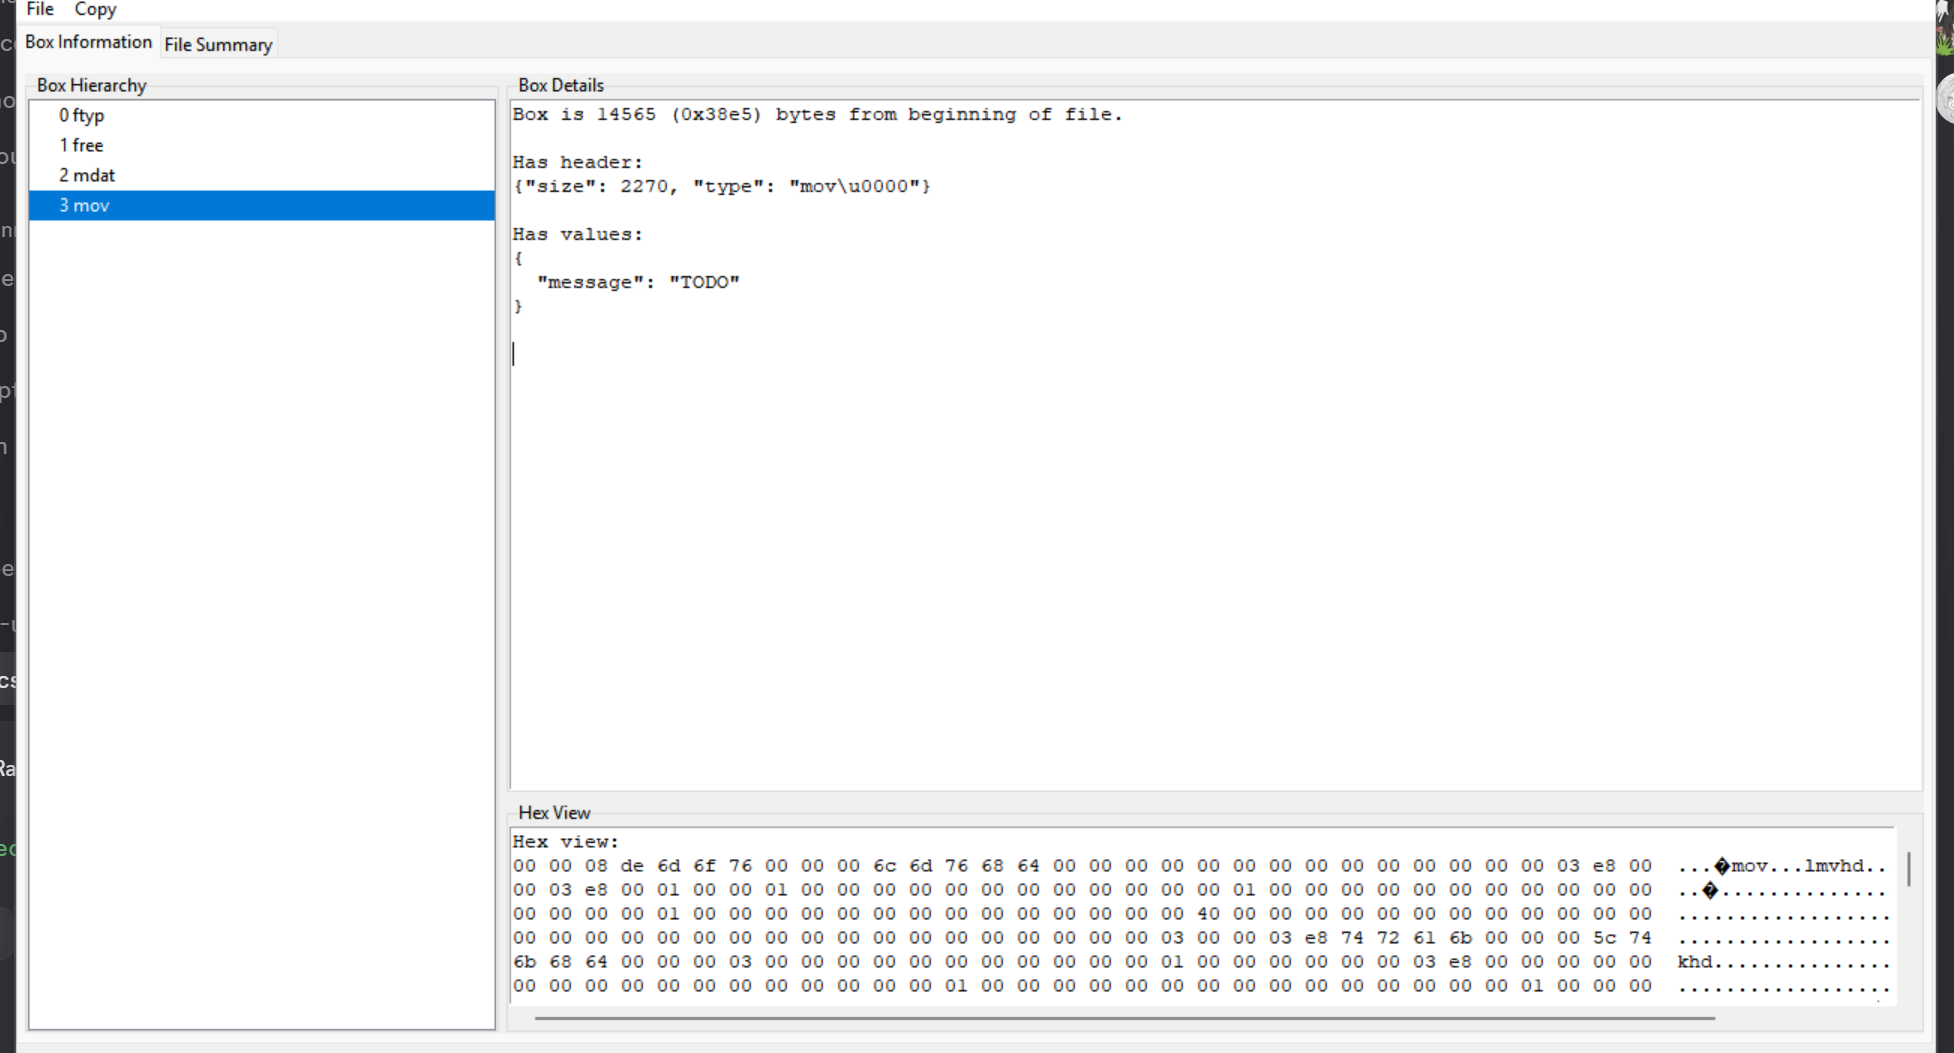 File Copy
Box Information File Summary
Box Hierarchy
0 ftyp
1 free
2 mdat
3 mov
Box Details
Box is 14565 (0x38e5) bytes from beginning of file.
Has header:
{"size": 2270, "type": "mov\u0000"}
Has values:
{
"message": "TODO"
}
Hex View
Hex view:
00 00 08 de 6d 6f 76 00 00 00 6c 6d 76 68 64 00 00 00 00 00 00 00 00 00 00 00 00 00 00 03 e8 00 ...�mov...lmvhd..
00 03 e8 00 01 00 00 01 00 00 00 00 00 00 00 00 00 00 00 00 01 00 00 00 00 00 00 00 00 00 00 00 ..�..............
00 00 00 00 01 00 00 00 00 00 00 00 00 00 00 00 00 00 00 40 00 00 00 00 00 00 00 00 00 00 00 00 ..................
00 00 00 00 00 00 00 00 00 00 00 00 00 00 00 00 00 00 03 00 00 03 e8 74 72 61 6b 00 00 00 5c 74 ..................
6b 68 64 00 00 00 03 00 00 00 00 00 00 00 00 00 00 00 01 00 00 00 00 00 00 03 e8 00 00 00 00 00 khd...............
00 00 00 00 00 00 00 00 00 00 00 00 01 00 00 00 00 00 00 00 00 00 00 00 00 00 00 00 01 00 00 00 ..................